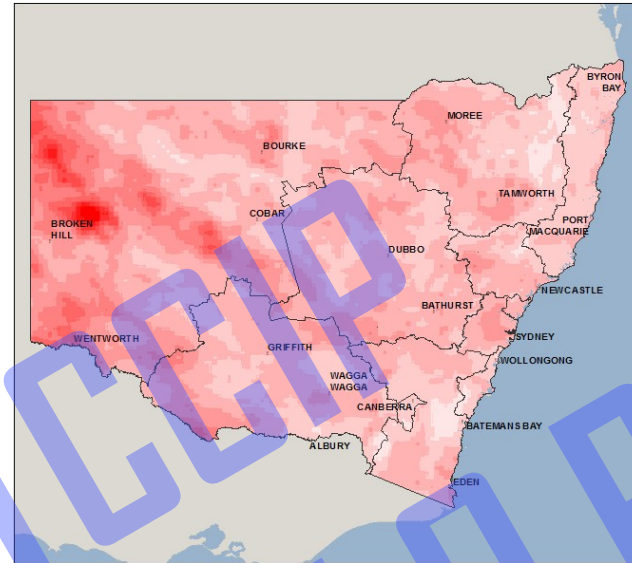 BYRON
BAY
MOREE
BOURKE
TAMWORTH
COBAR
PORT
MACQUARIE
BROKEN
HILL
DUBBO
NEWCASTLE
BATHURST
SYDNEY
WENTWORTH
GRIFFITH
WOLLONGONG
WAGGA
WAGGA
CANBERRA
BATEMANS BAY
ALBURY
EDEN